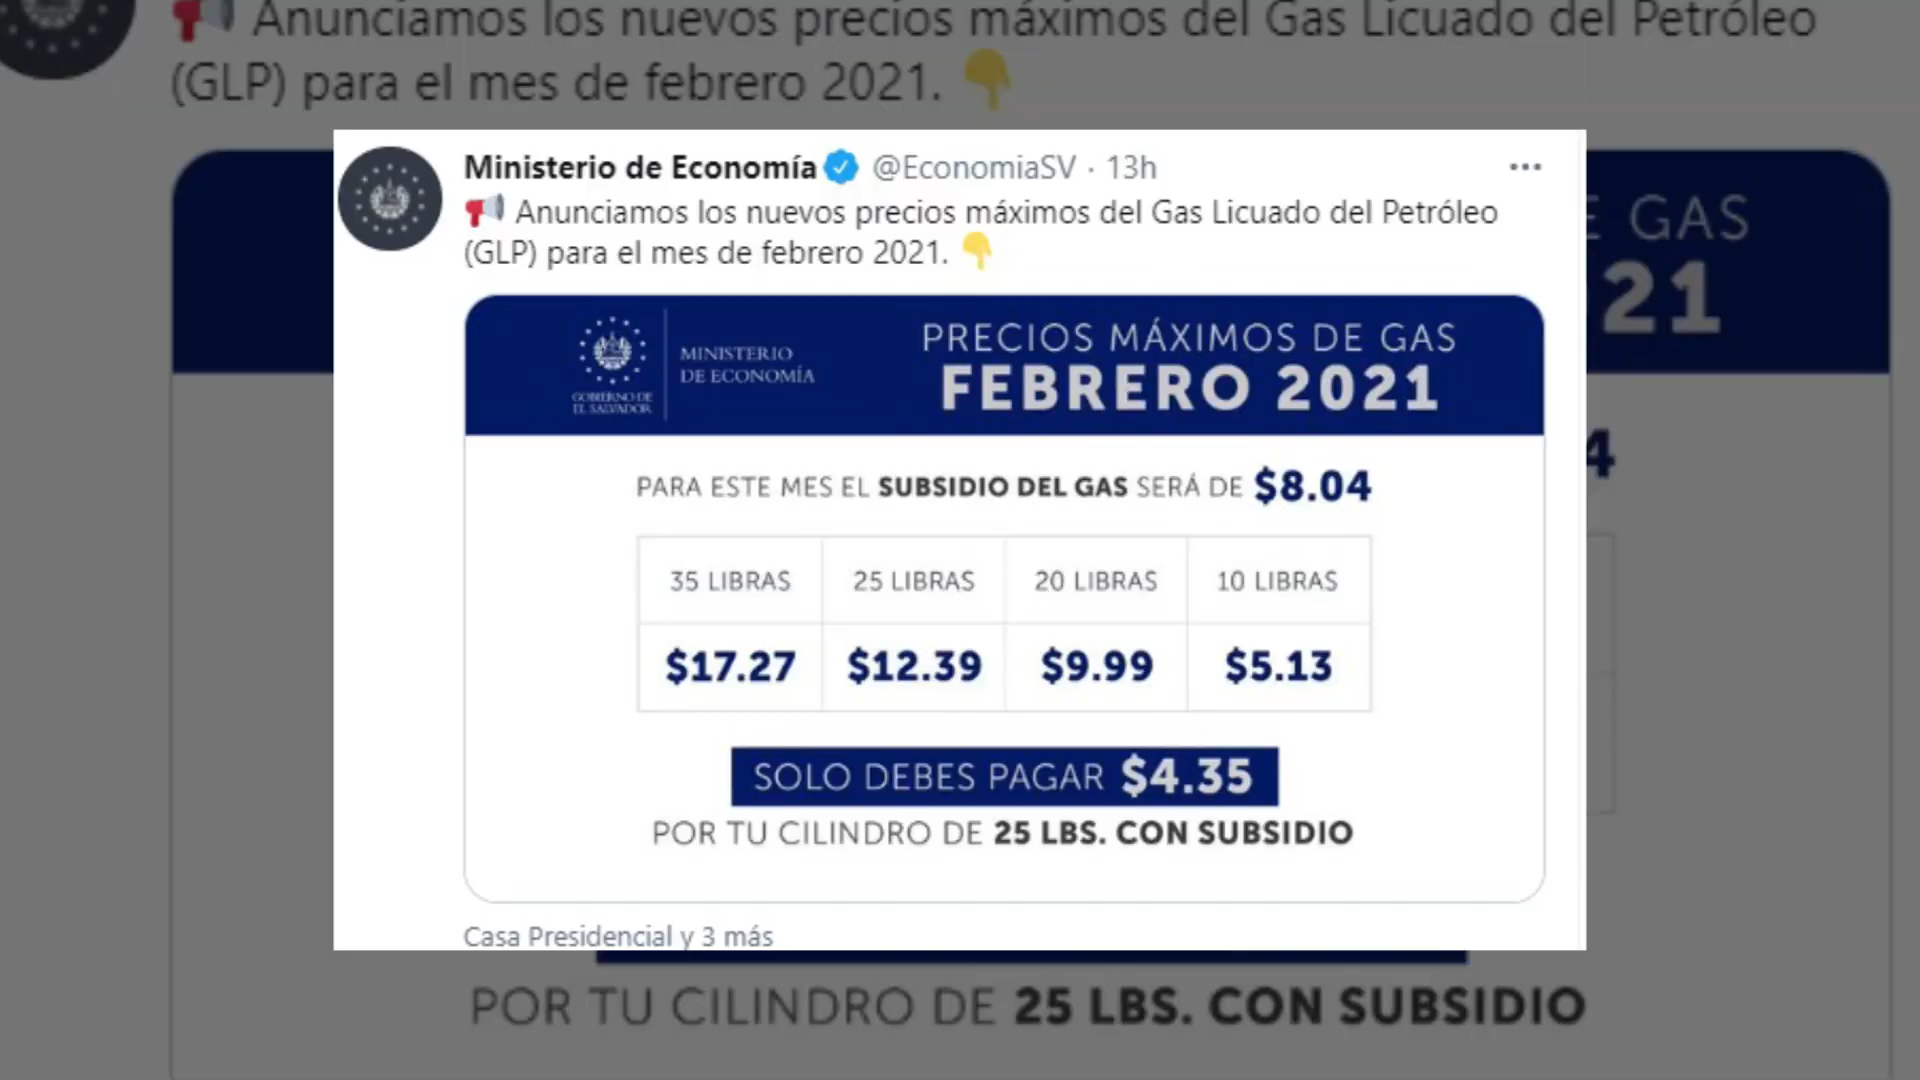 Anunciamos los nuevos precios máximos del Gas Licuado del Petróleo
(GLP) para el mes de febrero 2021.
Ministerio de Economía @EconomiaSV · 13h
Anunciamos los nuevos precios máximos del Gas Licuado del Petróleo
(GLP) para el mes de febrero 2021.
E GAS
21
GOBIERNO DE
EL SALVADOR
MINISTERIO
DE ECONOMÍA
PRECIOS MÁXIMOS DE GAS
FEBRERO 2021
PARA ESTE MES EL SUBSIDIO DEL GAS SERÁ DE $8.04
4
35 LIBRAS 25 LIBRAS 20 LIBRAS 10 LIBRAS
$17.27 $12.39 $9.99 $5.13
SOLO DEBES PAGAR $4.35
POR TU CILINDRO DE 25 LBS. CON SUBSIDIO
Casa Presidencial y 3 más
POR TU CILINDRO DE 25 LBS. CON SUBSIDIO